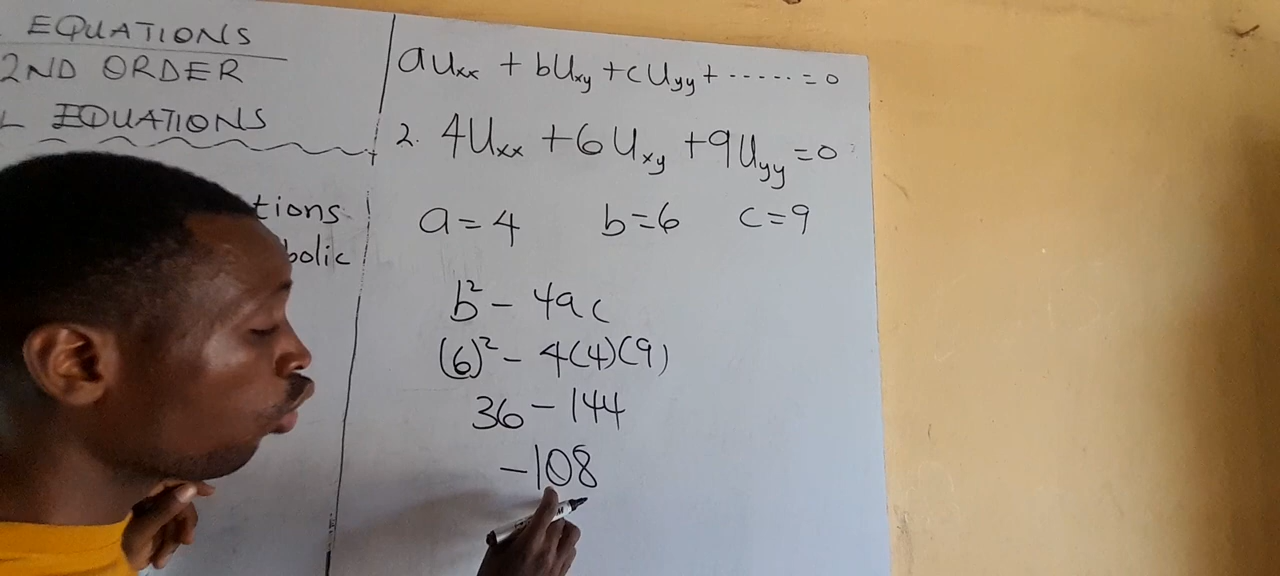 EQUATIONS
2ND ORDER
L EQUATIONS
tions
bolic
aUxx + bUxy + cUyy + ...... = 0
2. 4Uxx + 6Uxy + 9Uyy = 0
a = 4 b = 6 c = 9
b² - 4ac
(6)² - 4(4)(9)
36 - 144
-108